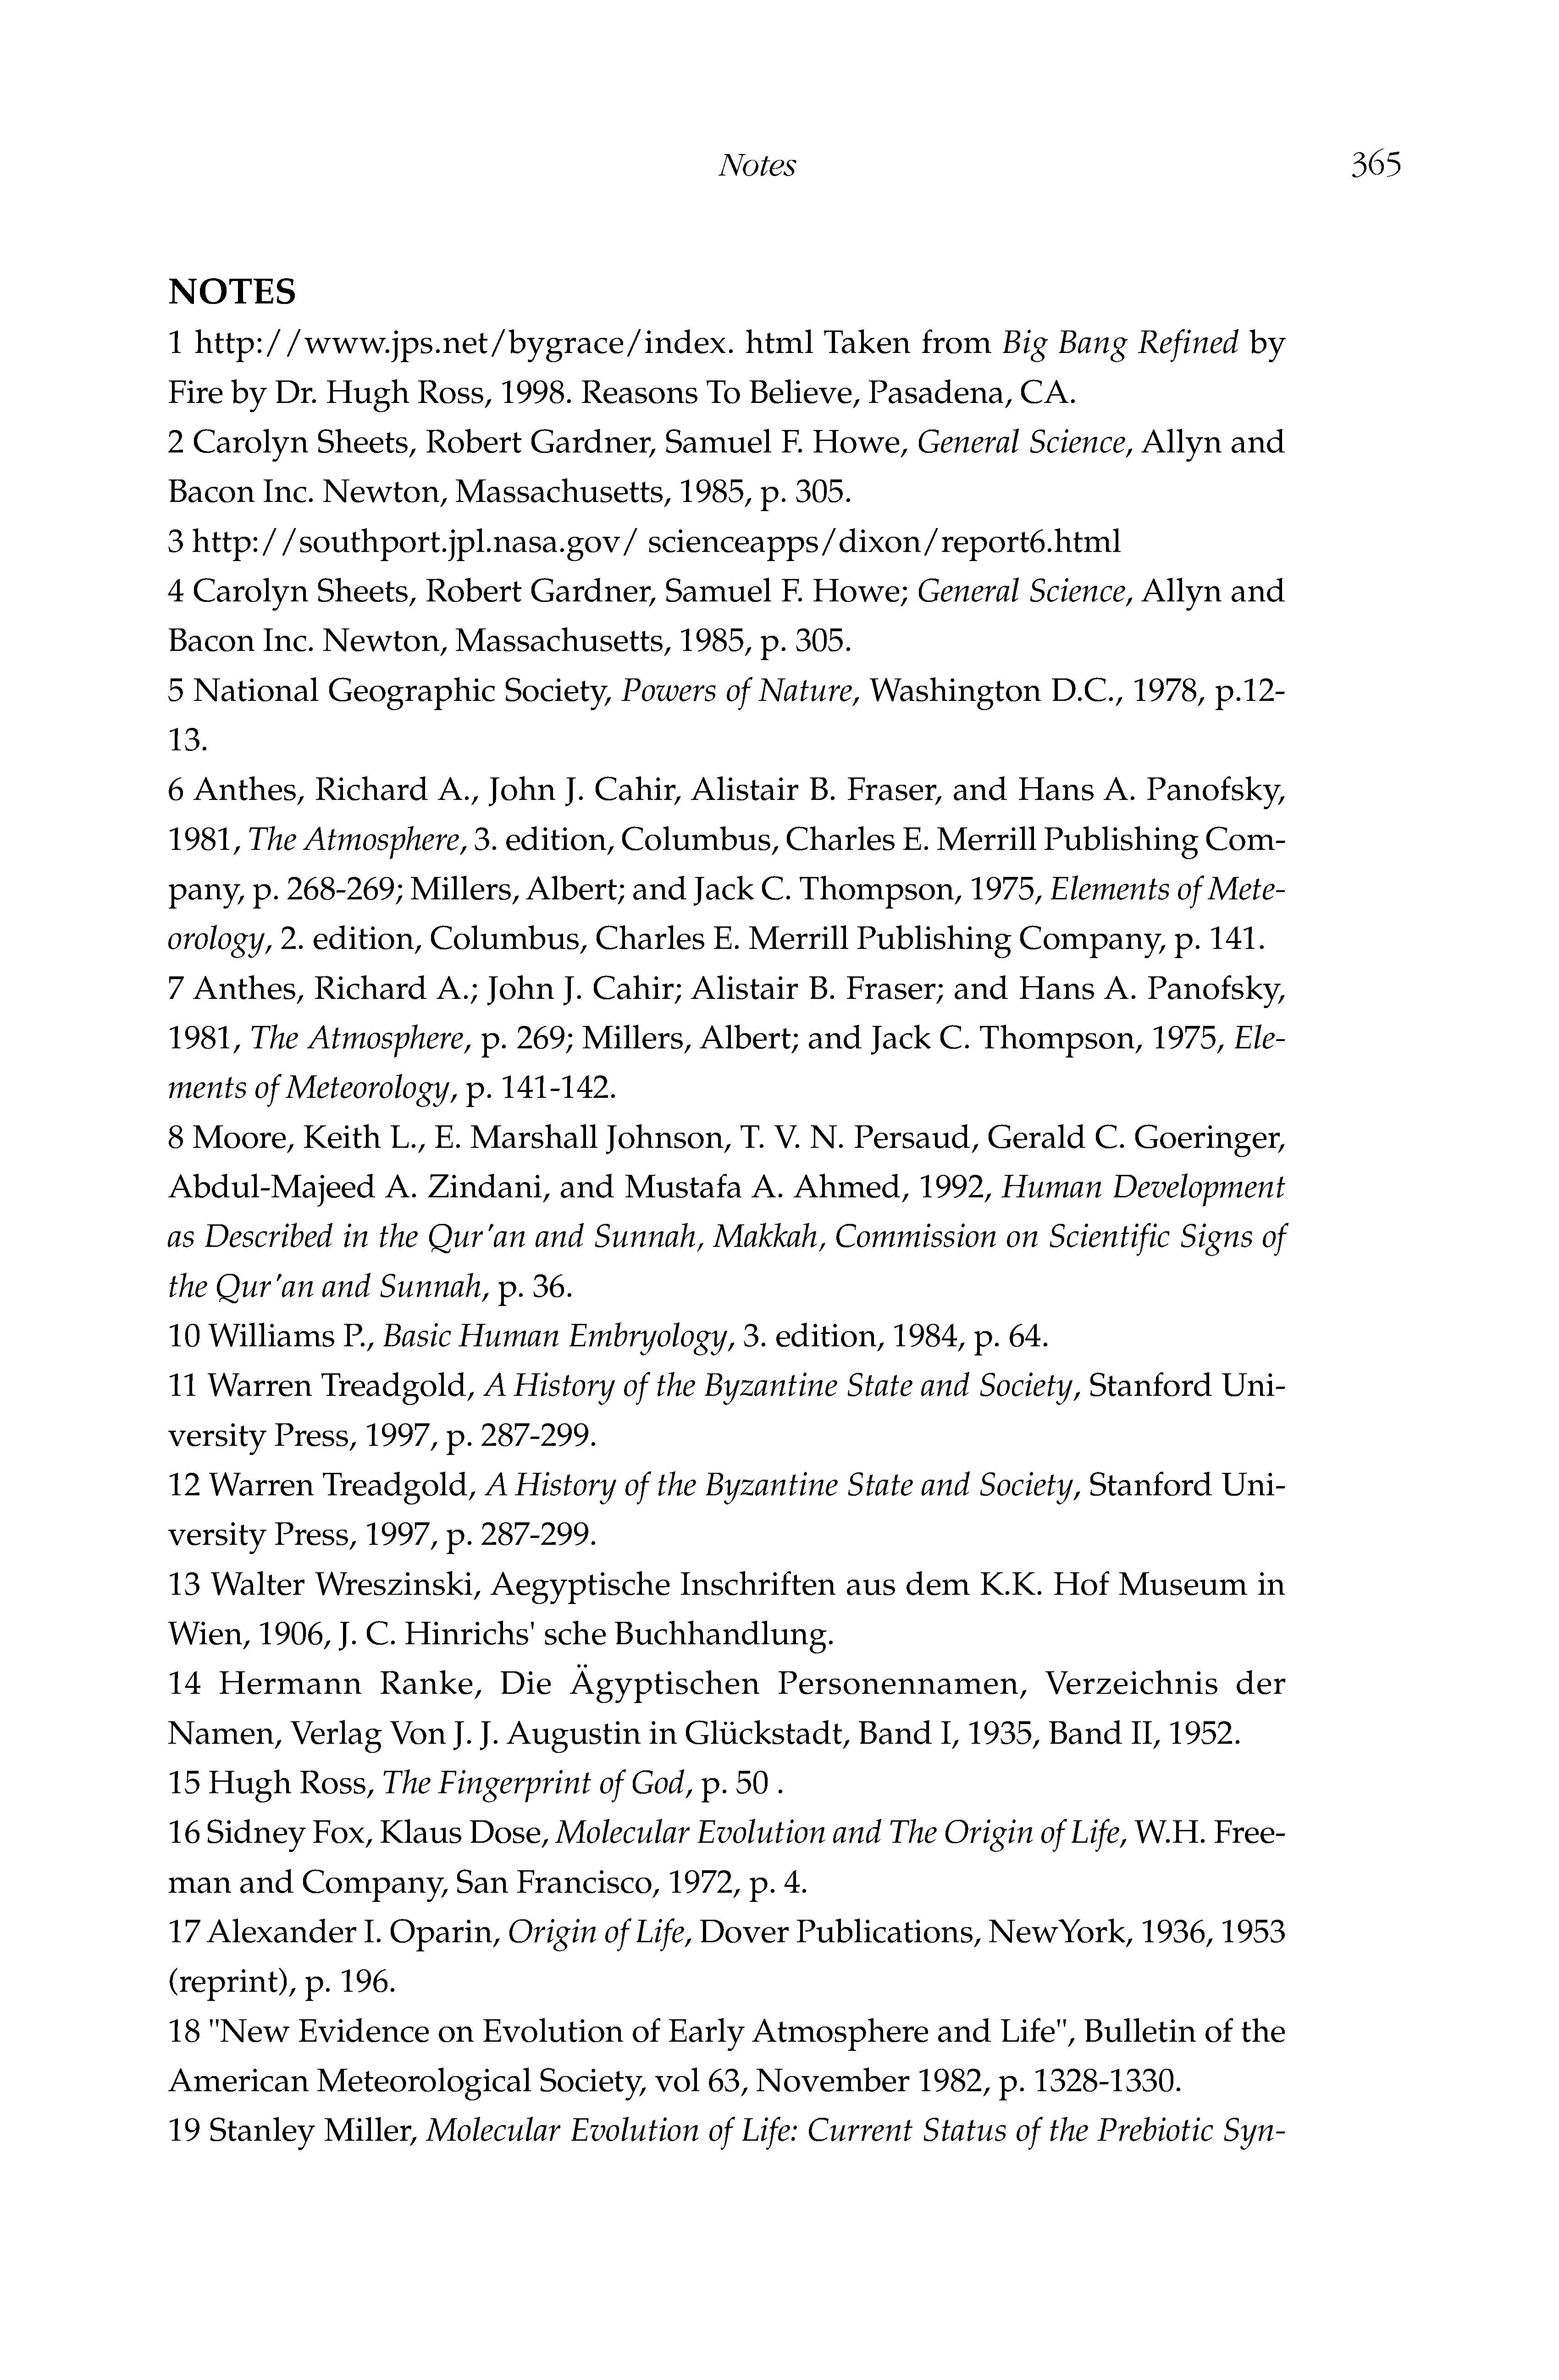 Notes 365
NOTES
1 http://www.jps.net/bygrace/index. html Taken from Big Bang Refined by
Fire by Dr. Hugh Ross, 1998. Reasons To Believe, Pasadena, CA.
2 Carolyn Sheets, Robert Gardner, Samuel F. Howe, General Science, Allyn and
Bacon Inc. Newton, Massachusetts, 1985, p. 305.
3 http://southport.jpl.nasa.gov/ scienceapps/dixon/report6.html
4 Carolyn Sheets, Robert Gardner, Samuel F. Howe; General Science, Allyn and
Bacon Inc. Newton, Massachusetts, 1985, p. 305.
5 National Geographic Society, Powers of Nature, Washington D.C., 1978, p.12-
13.
6 Anthes, Richard A., John J. Cahir, Alistair B. Fraser, and Hans A. Panofsky,
1981, The Atmosphere, 3. edition, Columbus, Charles E. Merrill Publishing Com-
pany, p. 268-269; Millers, Albert; and Jack C. Thompson, 1975, Elements of Mete-
orology, 2. edition, Columbus, Charles E. Merrill Publishing Company, p. 141.
7 Anthes, Richard A.; John J. Cahir; Alistair B. Fraser; and Hans A. Panofsky,
1981, The Atmosphere, p. 269; Millers, Albert; and Jack C. Thompson, 1975, Ele-
ments of Meteorology, p. 141-142.
8 Moore, Keith L., E. Marshall Johnson, T. V. N. Persaud, Gerald C. Goeringer,
Abdul-Majeed A. Zindani, and Mustafa A. Ahmed, 1992, Human Development
as Described in the Qur'an and Sunnah, Makkah, Commission on Scientific Signs of
the Qur'an and Sunnah, p. 36.
10 Williams P., Basic Human Embryology, 3. edition, 1984, p. 64.
11 Warren Treadgold, A History of the Byzantine State and Society, Stanford Uni-
versity Press, 1997, p. 287-299.
12 Warren Treadgold, A History of the Byzantine State and Society, Stanford Uni-
versity Press, 1997, p. 287-299.
13 Walter Wreszinski, Aegyptische Inschriften aus dem K.K. Hof Museum in
Wien, 1906, J. C. Hinrichs' sche Buchhandlung.
14 Hermann Ranke, Die Ägyptischen Personennamen, Verzeichnis der
Namen, Verlag Von J. J. Augustin in Glückstadt, Band I, 1935, Band II, 1952.
15 Hugh Ross, The Fingerprint of God, p. 50 .
16 Sidney Fox, Klaus Dose, Molecular Evolution and The Origin of Life, W.H. Free-
man and Company, San Francisco, 1972, p. 4.
17 Alexander I. Oparin, Origin of Life, Dover Publications, NewYork, 1936, 1953
(reprint), p. 196.
18 "New Evidence on Evolution of Early Atmosphere and Life", Bulletin of the
American Meteorological Society, vol 63, November 1982, p. 1328-1330.
19 Stanley Miller, Molecular Evolution of Life: Current Status of the Prebiotic Syn-